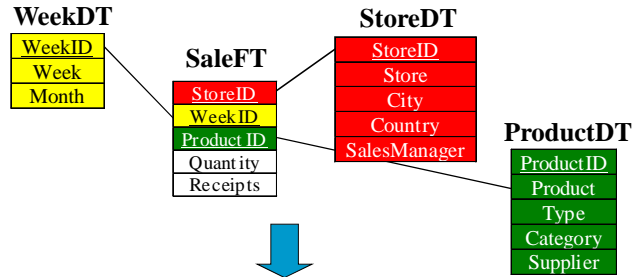 WeekDT
WeekID
Week
Month
SaleFT
StoreID
WeekID
Product ID
Quantity
Receipts
StoreDT
StoreID
Store
City
Country
SalesManager
ProductDT
ProductID
Product
Type
Category
Supplier